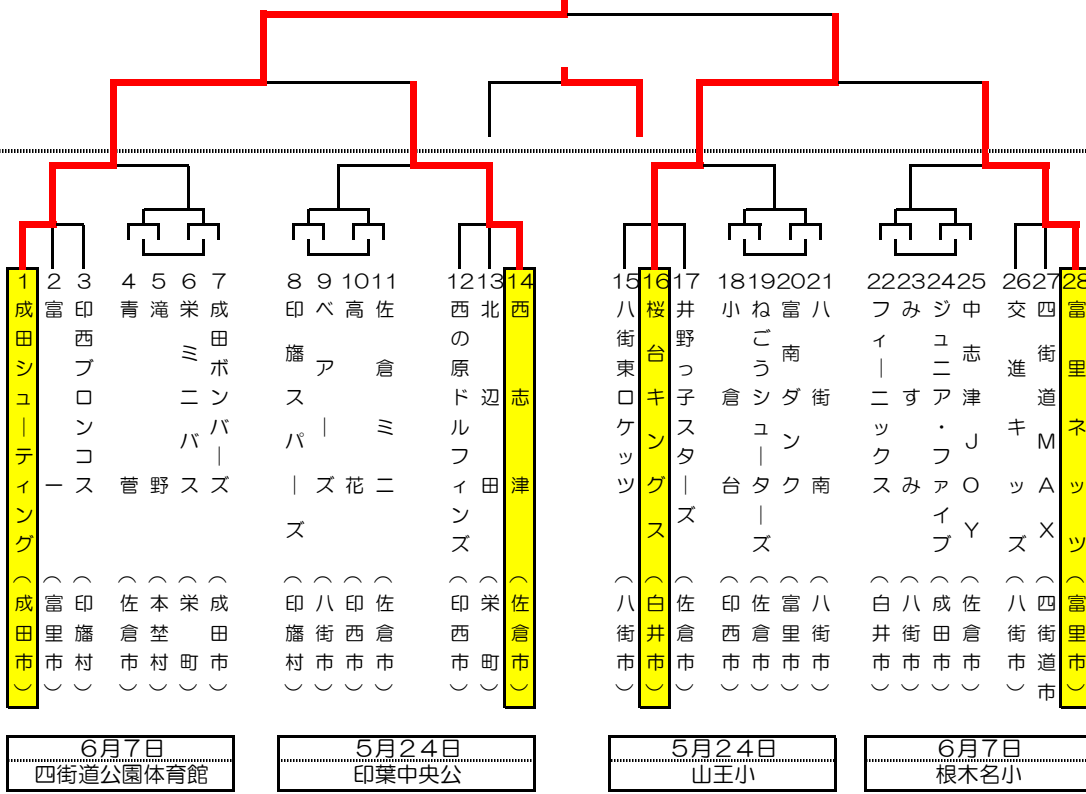 1 成田シューティング（成田市）
2 富一（富里市）
3 印西ブロンコス（印旛村）
4 青菅（佐倉市）
5 滝野（本埜村）
6 栄ミニバス（栄町）
7 成田ボンバーズ（成田市）
8 印旛スパーズ（印旛村）
9 ベアーズ（八街市）
10 高花（印西市）
11 佐倉ミニ（佐倉市）
12 西の原ドルフィンズ（印西市）
13 北辺田（栄町）
14 西志津（佐倉市）
15 八街東ロケッツ（八街市）
16 桜台キングス（白井市）
17 井野っ子スターズ（佐倉市）
18 小倉台（印西市）
19 ねごうシューターズ（佐倉市）
20 富南ダンク（富里市）
21 八街南（八街市）
22 フィーニックス（白井市）
23 みすみ（八街市）
24 ジュニア・ファイブ（成田市）
25 中志津JOY（佐倉市）
26 交進キッズ（八街市）
27 四街道MAX（四街道市
28 富里ネッツ（富里市）
6月7日
四街道公園体育館
5月24日
印葉中央公
5月24日
山王小
6月7日
根木名小